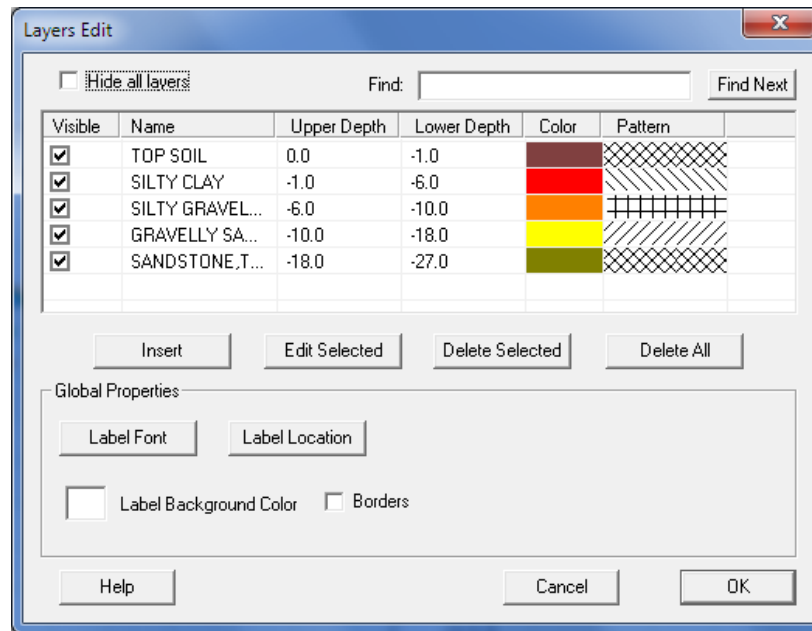 Layers Edit
Hide all layers Find: Find Next
Visible Name Upper Depth Lower Depth Color Pattern
TOP SOIL 0.0 -1.0
SILTY CLAY -1.0 -6.0
SILTY GRAVEL... -6.0 -10.0
GRAVELLY SA... -10.0 -18.0
SANDSTONE,T... -18.0 -27.0
Insert Edit Selected Delete Selected Delete All
Global Properties
Label Font Label Location
Label Background Color Borders
Help Cancel OK